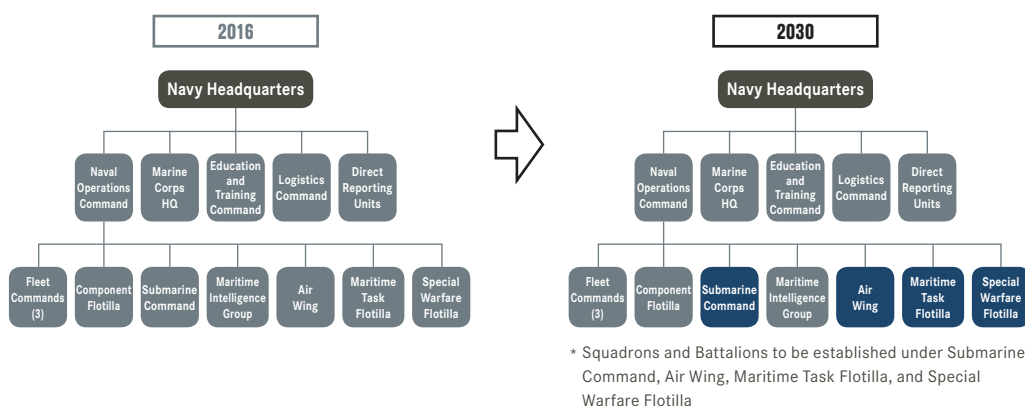 2016
Navy Headquarters
Naval
Operations
Command
Marine
Corps
HQ
Education
and
Training
Command
Logistics
Command
Direct
Reporting
Units
Fleet
Commands
(3)
Component
Flotilla
Submarine
Command
Maritime
Intelligence
Group
Air
Wing
Maritime
Task
Flotilla
Special
Warfare
Flotilla
2030
Navy Headquarters
Naval
Operations
Command
Marine
Corps
HQ
Education
and
Training
Command
Logistics
Command
Direct
Reporting
Units
Fleet
Commands
(3)
Component
Flotilla
Submarine
Command
Maritime
Intelligence
Group
Air
Wing
Maritime
Task
Flotilla
Special
Warfare
Flotilla
* Squadrons and Battalions to be established under Submarine
Command, Air Wing, Maritime Task Flotilla, and Special
Warfare Flotilla